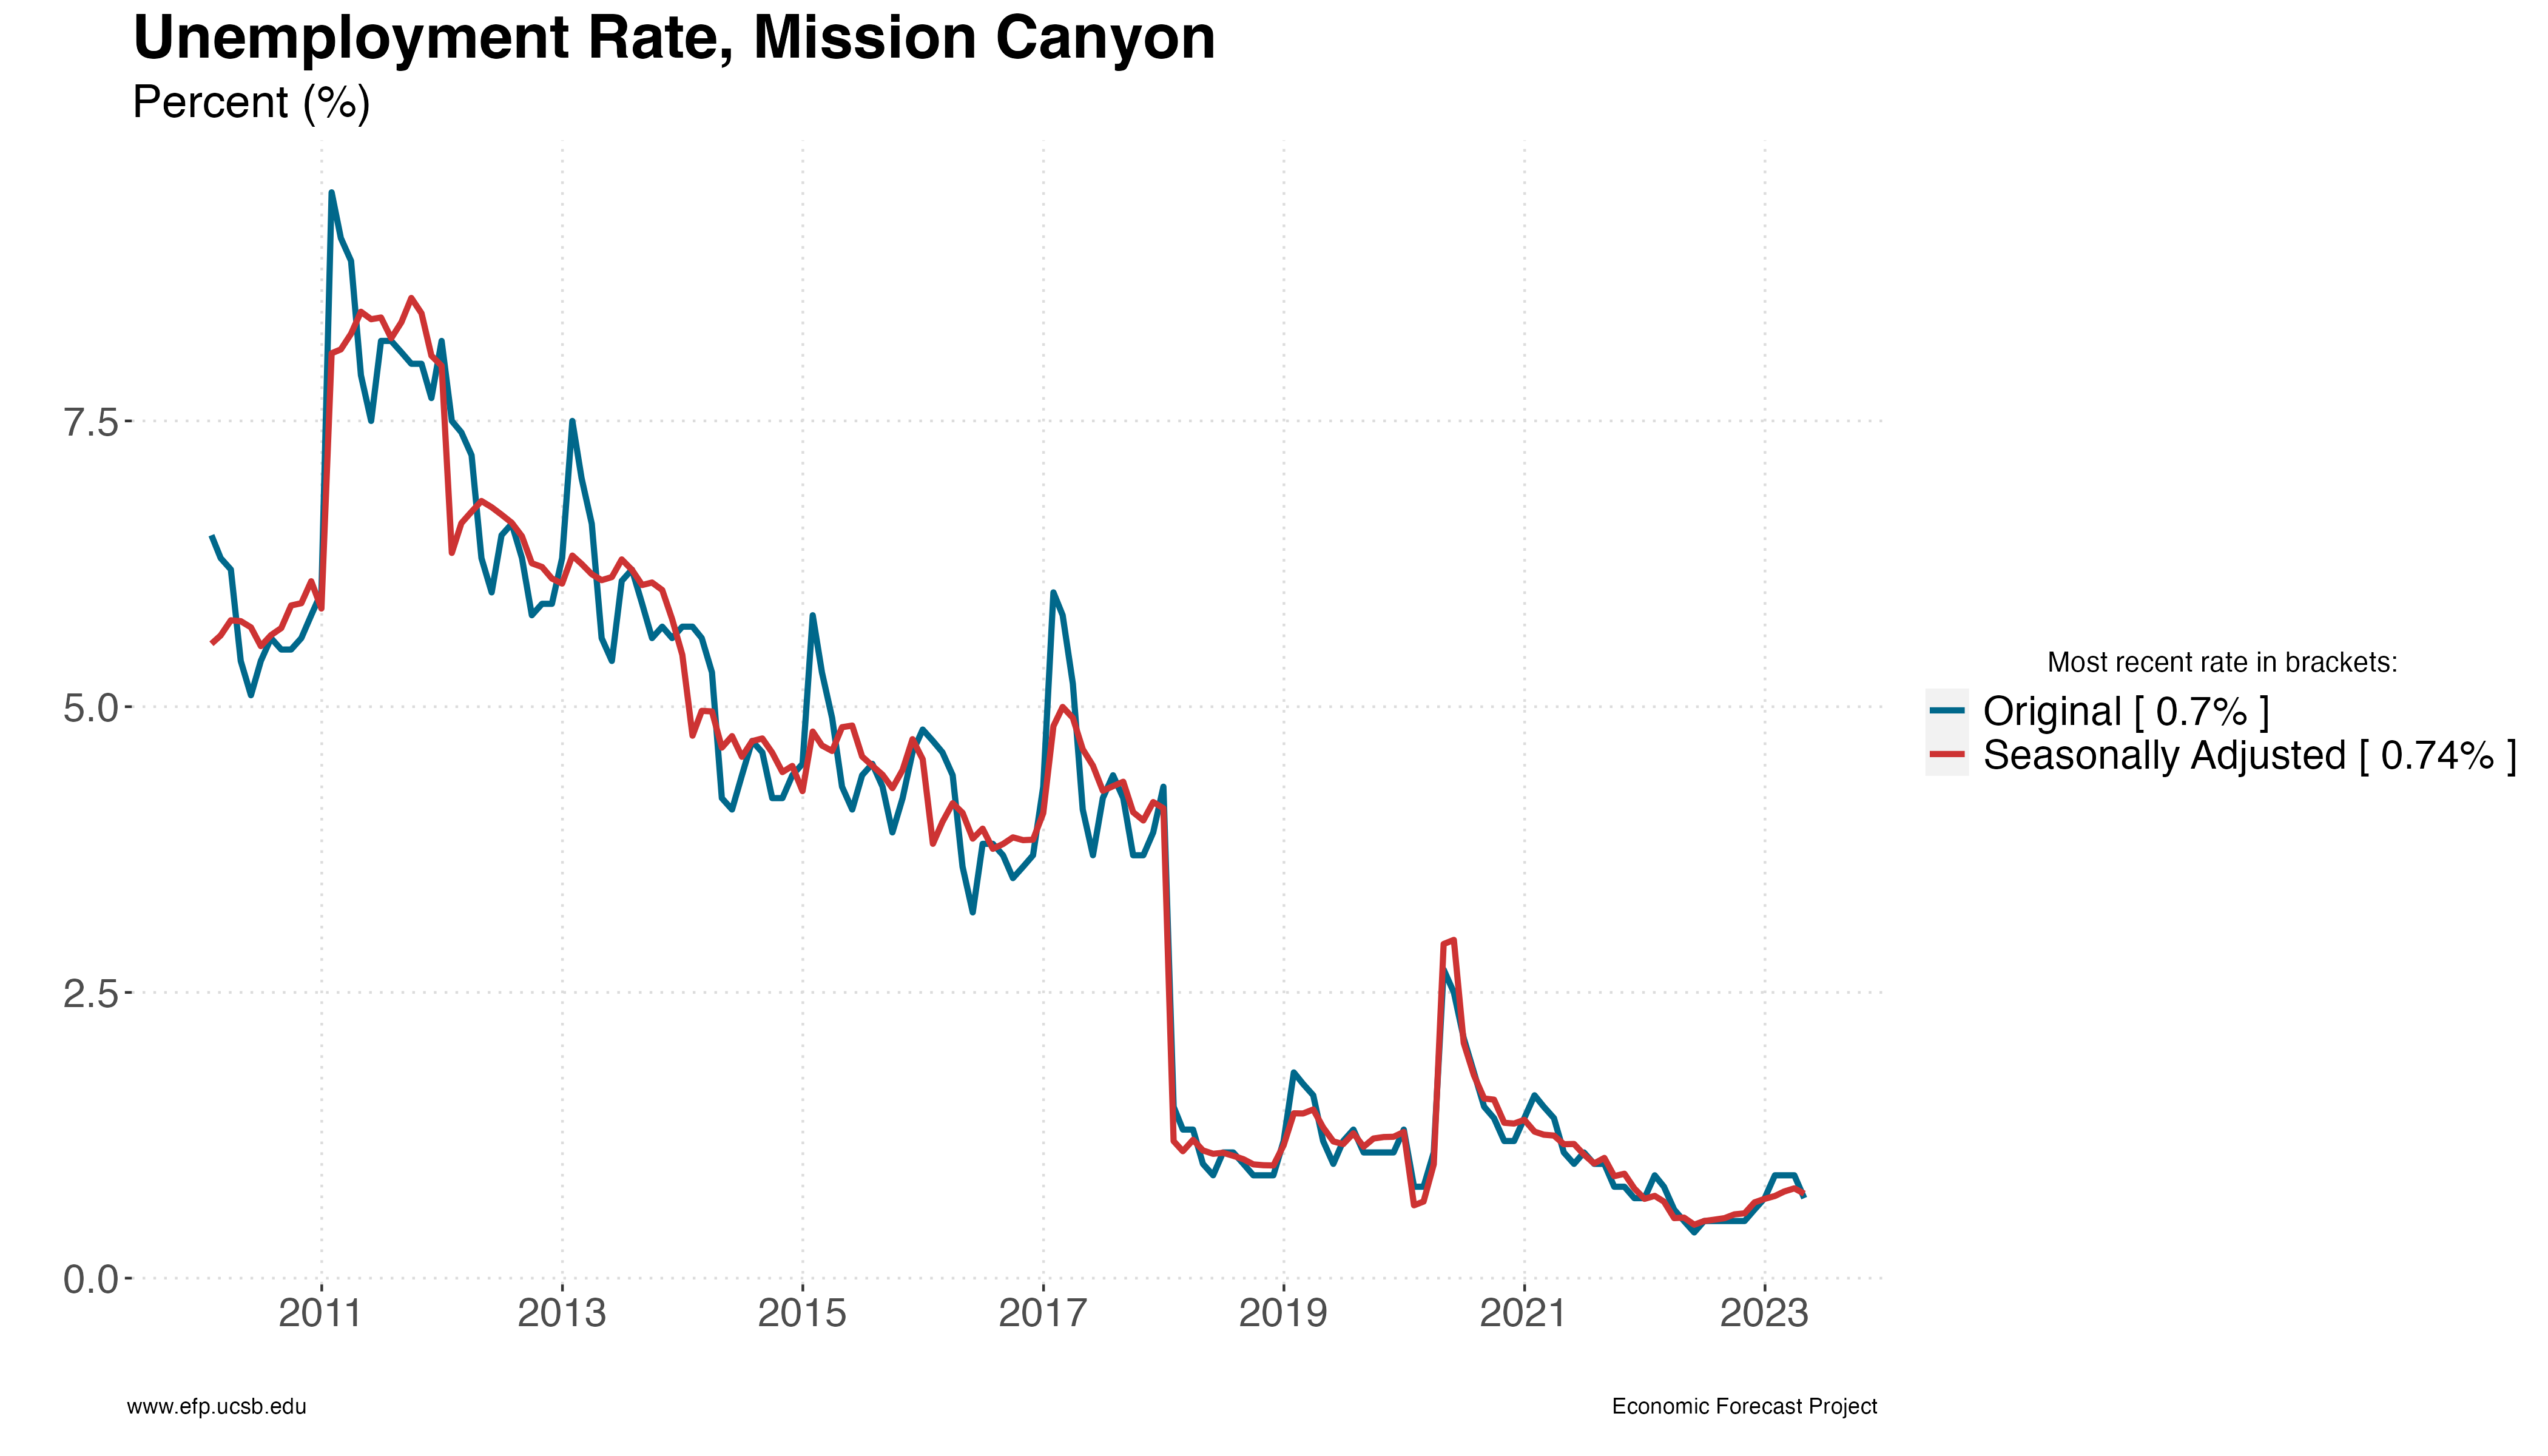 Unemployment Rate, Mission Canyon
Percent (%)
7.5
5.0
2.5
0.0
2011 2013 2015 2017 2019 2021 2023
Most recent rate in brackets:
Original [ 0.7% ]
Seasonally Adjusted [ 0.74% ]
www.efp.ucsb.edu
Economic Forecast Project